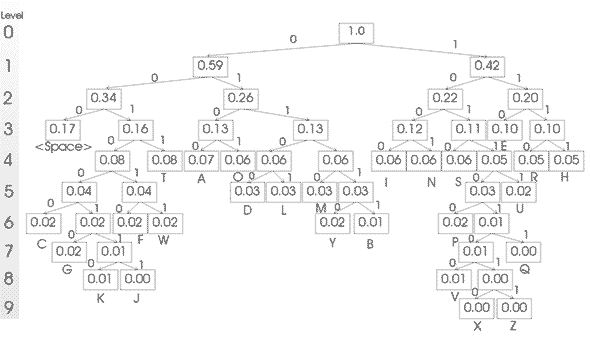 Level
0 0 1.0 1
1 0.59 0.42
0 1 0 1
2 0.34 0.26 0.22 0.20
0 1 0 1 0 1 0 1
3 0.17 0.16 0.13 0.13 0.12 0.11 0.10 0.10
<Space> 0 1 0 1 0 1 0 1 0 1 E 0 1
4 0.08 0.08 0.07 0.06 0.06 0.06 0.06 0.06 0.06 0.05 0.05 0.05
0 1 T A O 0 1 0 1 I N S 0 1 R H
5 0.04 0.04 0.03 0.03 0.03 0.03 0.03 0.02
0 1 0 1 D L M 0 1 0 1 U
6 0.02 0.02 0.02 0.02 0.02 0.01 0.02 0.01
C 0 1 F W Y B P 0 1
7 0.02 0.01 0.01 0.00
G 0 1 0 1 Q
8 0.01 0.00 0.01 0.00
K J V 0 1
9 0.00 0.00
X Z